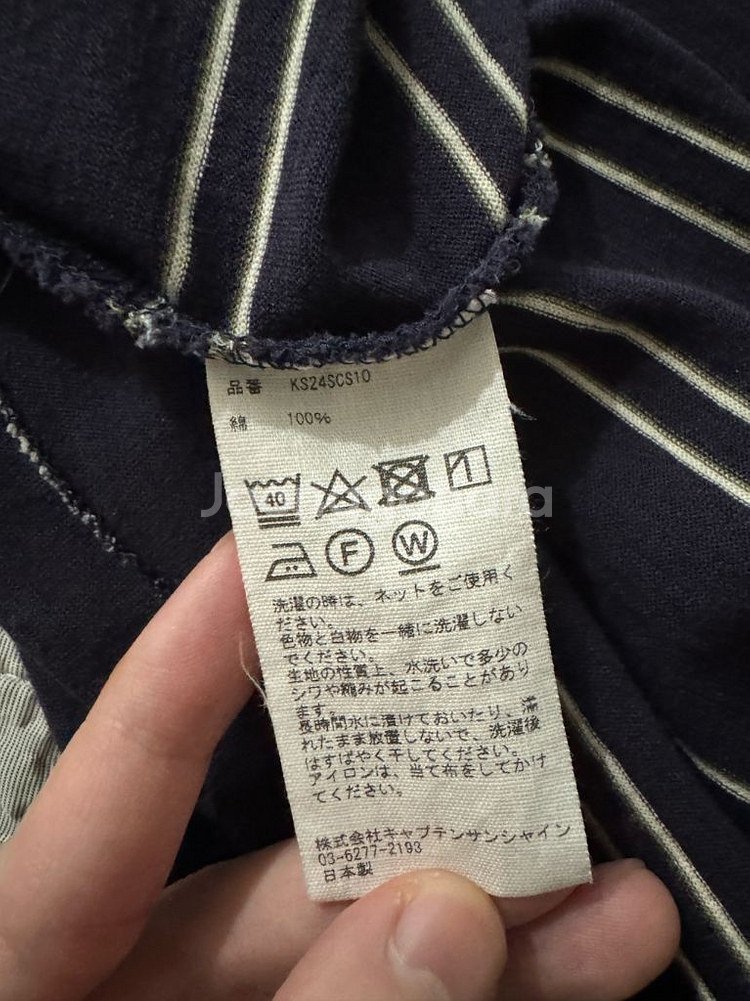 品番 KS24SCS10
綿 100%
40
F W
洗濯の時は、ネットをご使用く
ださい。
色物と白物を一緒に洗濯しない
でください。
生地の性質上、水洗いで多少の
シワや縮みが起こることがあり
ます。
長時間水に漬けておいたり、濡
れたまま放置しないで、洗濯後
はすばやく干してください。
アイロンは、当て布をしてかけ
てください。
株式会社キャプテンサンシャイン
03-6277-2193
日本製